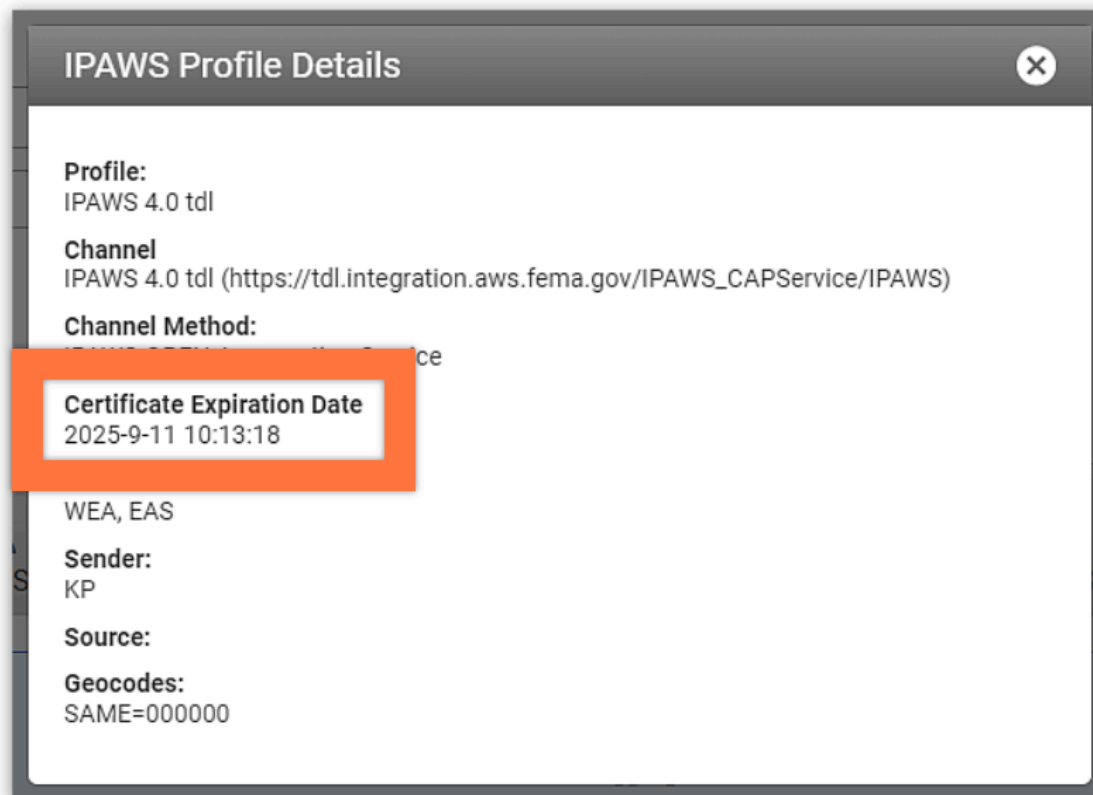 IPAWS Profile Details
Profile:
IPAWS 4.0 tdl
Channel
IPAWS 4.0 tdl (https://tdl.integration.aws.fema.gov/IPAWS_CAPService/IPAWS)
Channel Method:
Certificate Expiration Date
2025-9-11 10:13:18
WEA, EAS
Sender:
KP
Source:
Geocodes:
SAME=000000